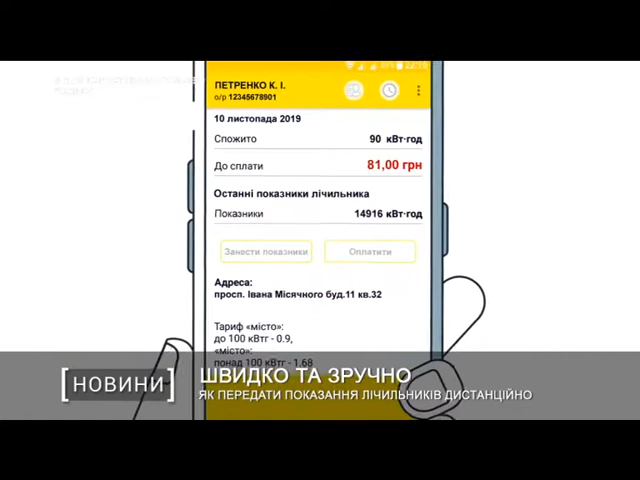 22:19
ПЕТРЕНКО К. І.
о/р 12345678901
10 листопада 2019
Спожито 90 кВт·год
До сплати 81,00 грн
Останні показники лічильника
Показники 14916 кВт·год
Занести показники Оплатити
Адреса:
просп. Івана Місячного буд.11 кв.32
Тариф «місто»:
до 100 кВтг - 0.9,
«місто»:
понад 100 кВтг - 1.68
[НОВИНИ]
ШВИДКО ТА ЗРУЧНО
ЯК ПЕРЕДАТИ ПОКАЗАННЯ ЛІЧИЛЬНИКІВ ДИСТАНЦІЙНО